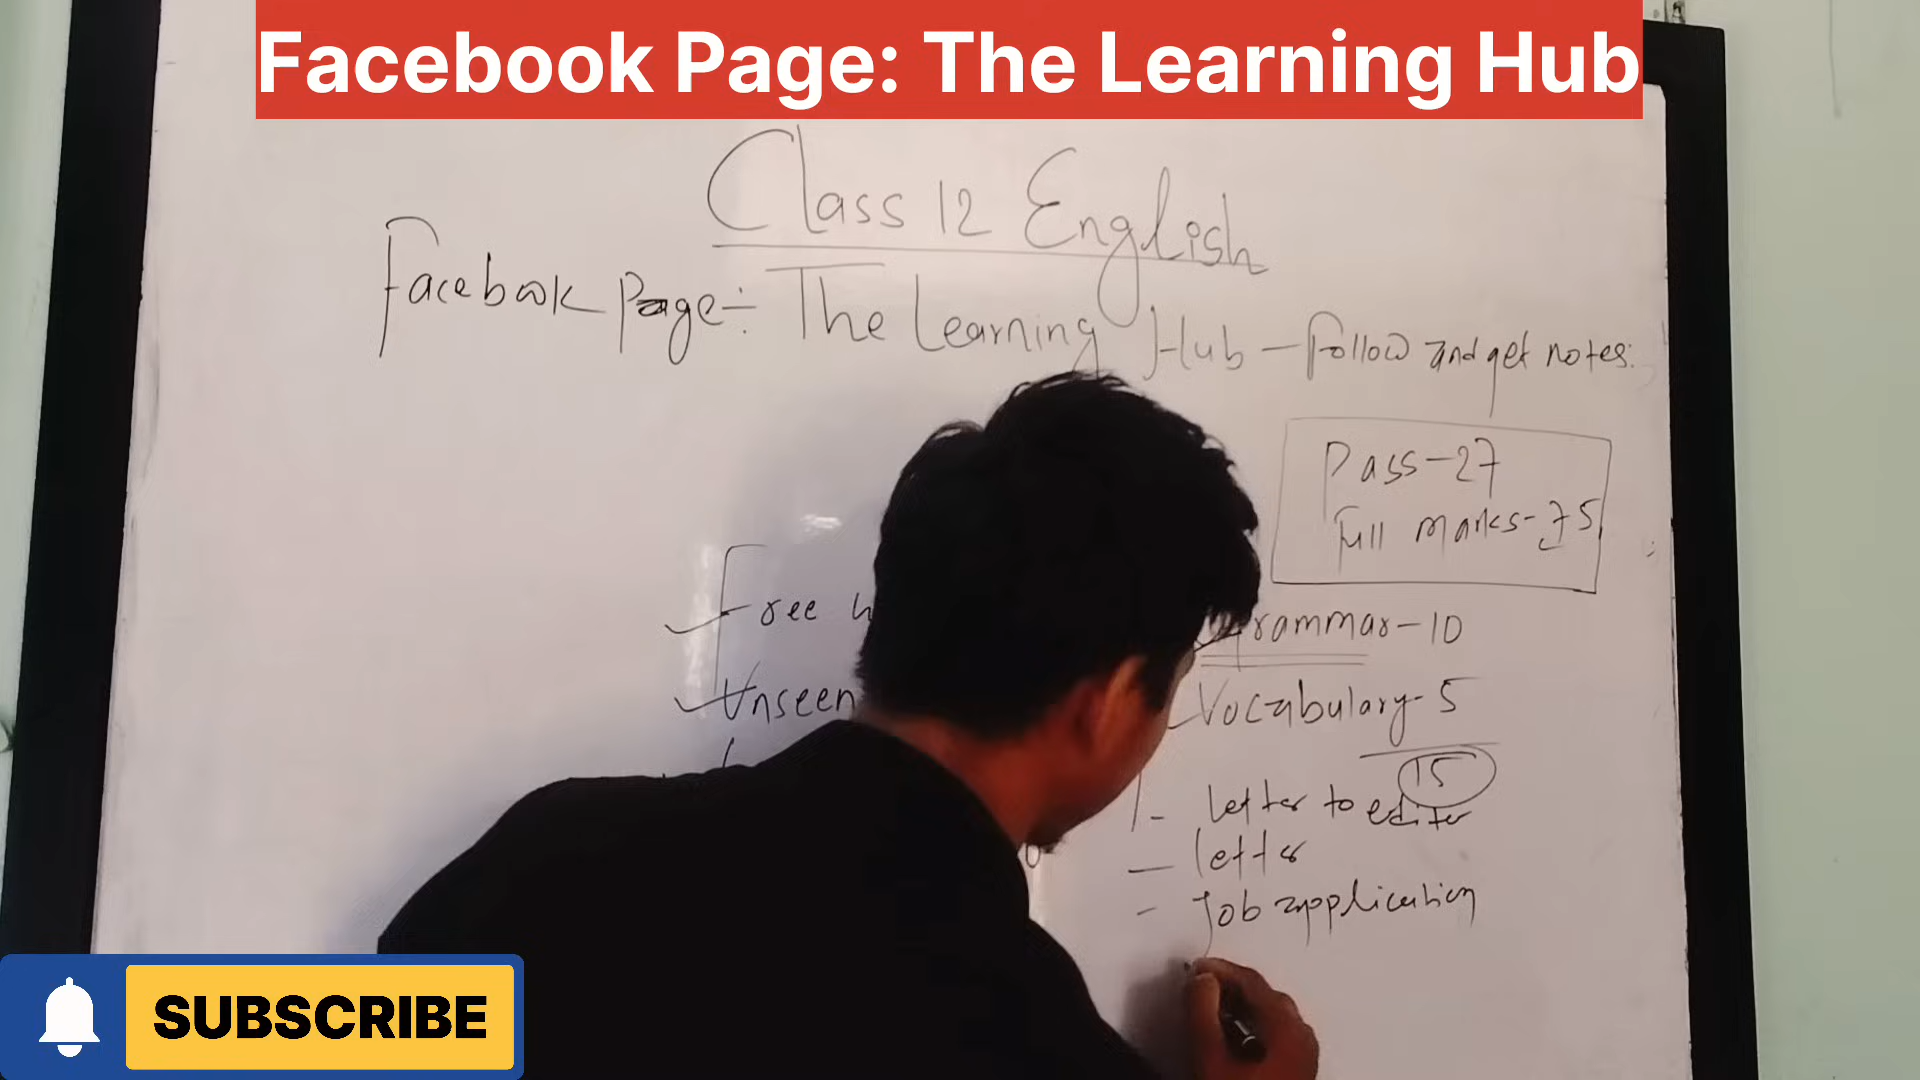 Facebook Page: The Learning Hub
Class 12 English
Facebook Page:- The Learning Hub - Follow and get notes.
Pass-27
Full marks-75
Free
Grammar-10
Unseen
Vocabulary-5
15
- letter to editer
- letter
- Job application
SUBSCRIBE